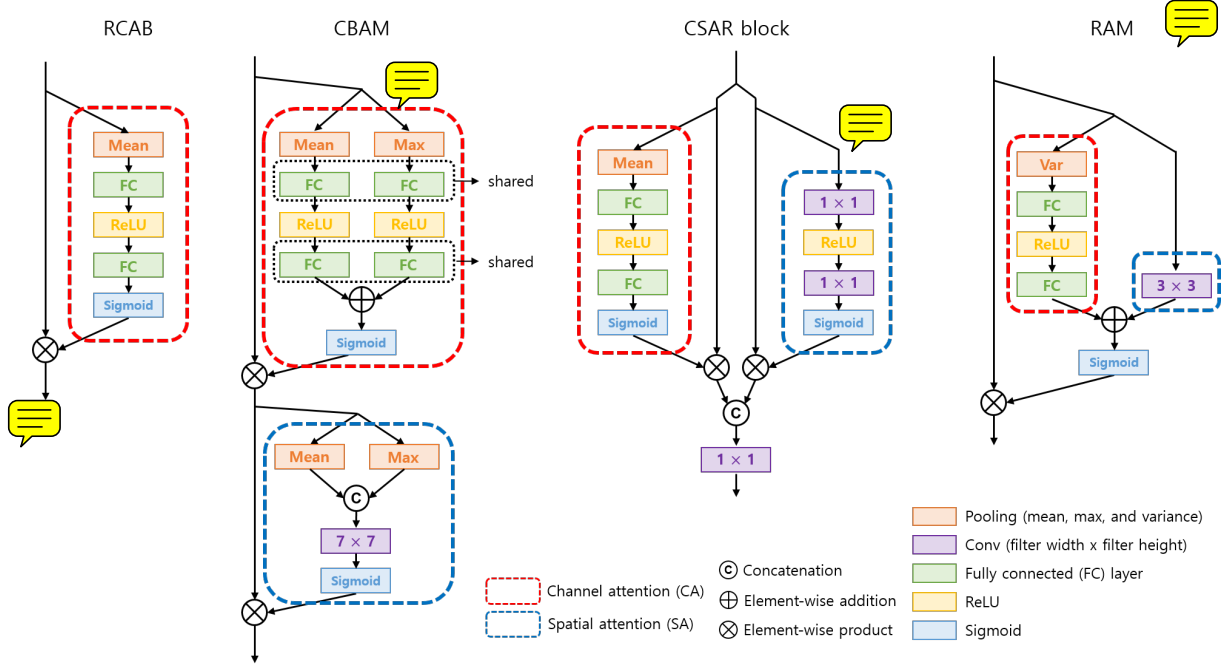 RCAB
Mean
FC
ReLU
FC
Sigmoid
CBAM
Mean Max
FC FC shared
ReLU ReLU
FC FC shared
Sigmoid
Mean Max
C
7 × 7
Sigmoid
CSAR block
Mean
FC
ReLU
FC
Sigmoid
1 × 1
ReLU
1 × 1
Sigmoid
C
1 × 1
RAM
Var
FC
ReLU
FC
3 × 3
Sigmoid
Channel attention (CA)
Spatial attention (SA)
C Concatenation
Element-wise addition
Element-wise product
Pooling (mean, max, and variance)
Conv (filter width x filter height)
Fully connected (FC) layer
ReLU
Sigmoid